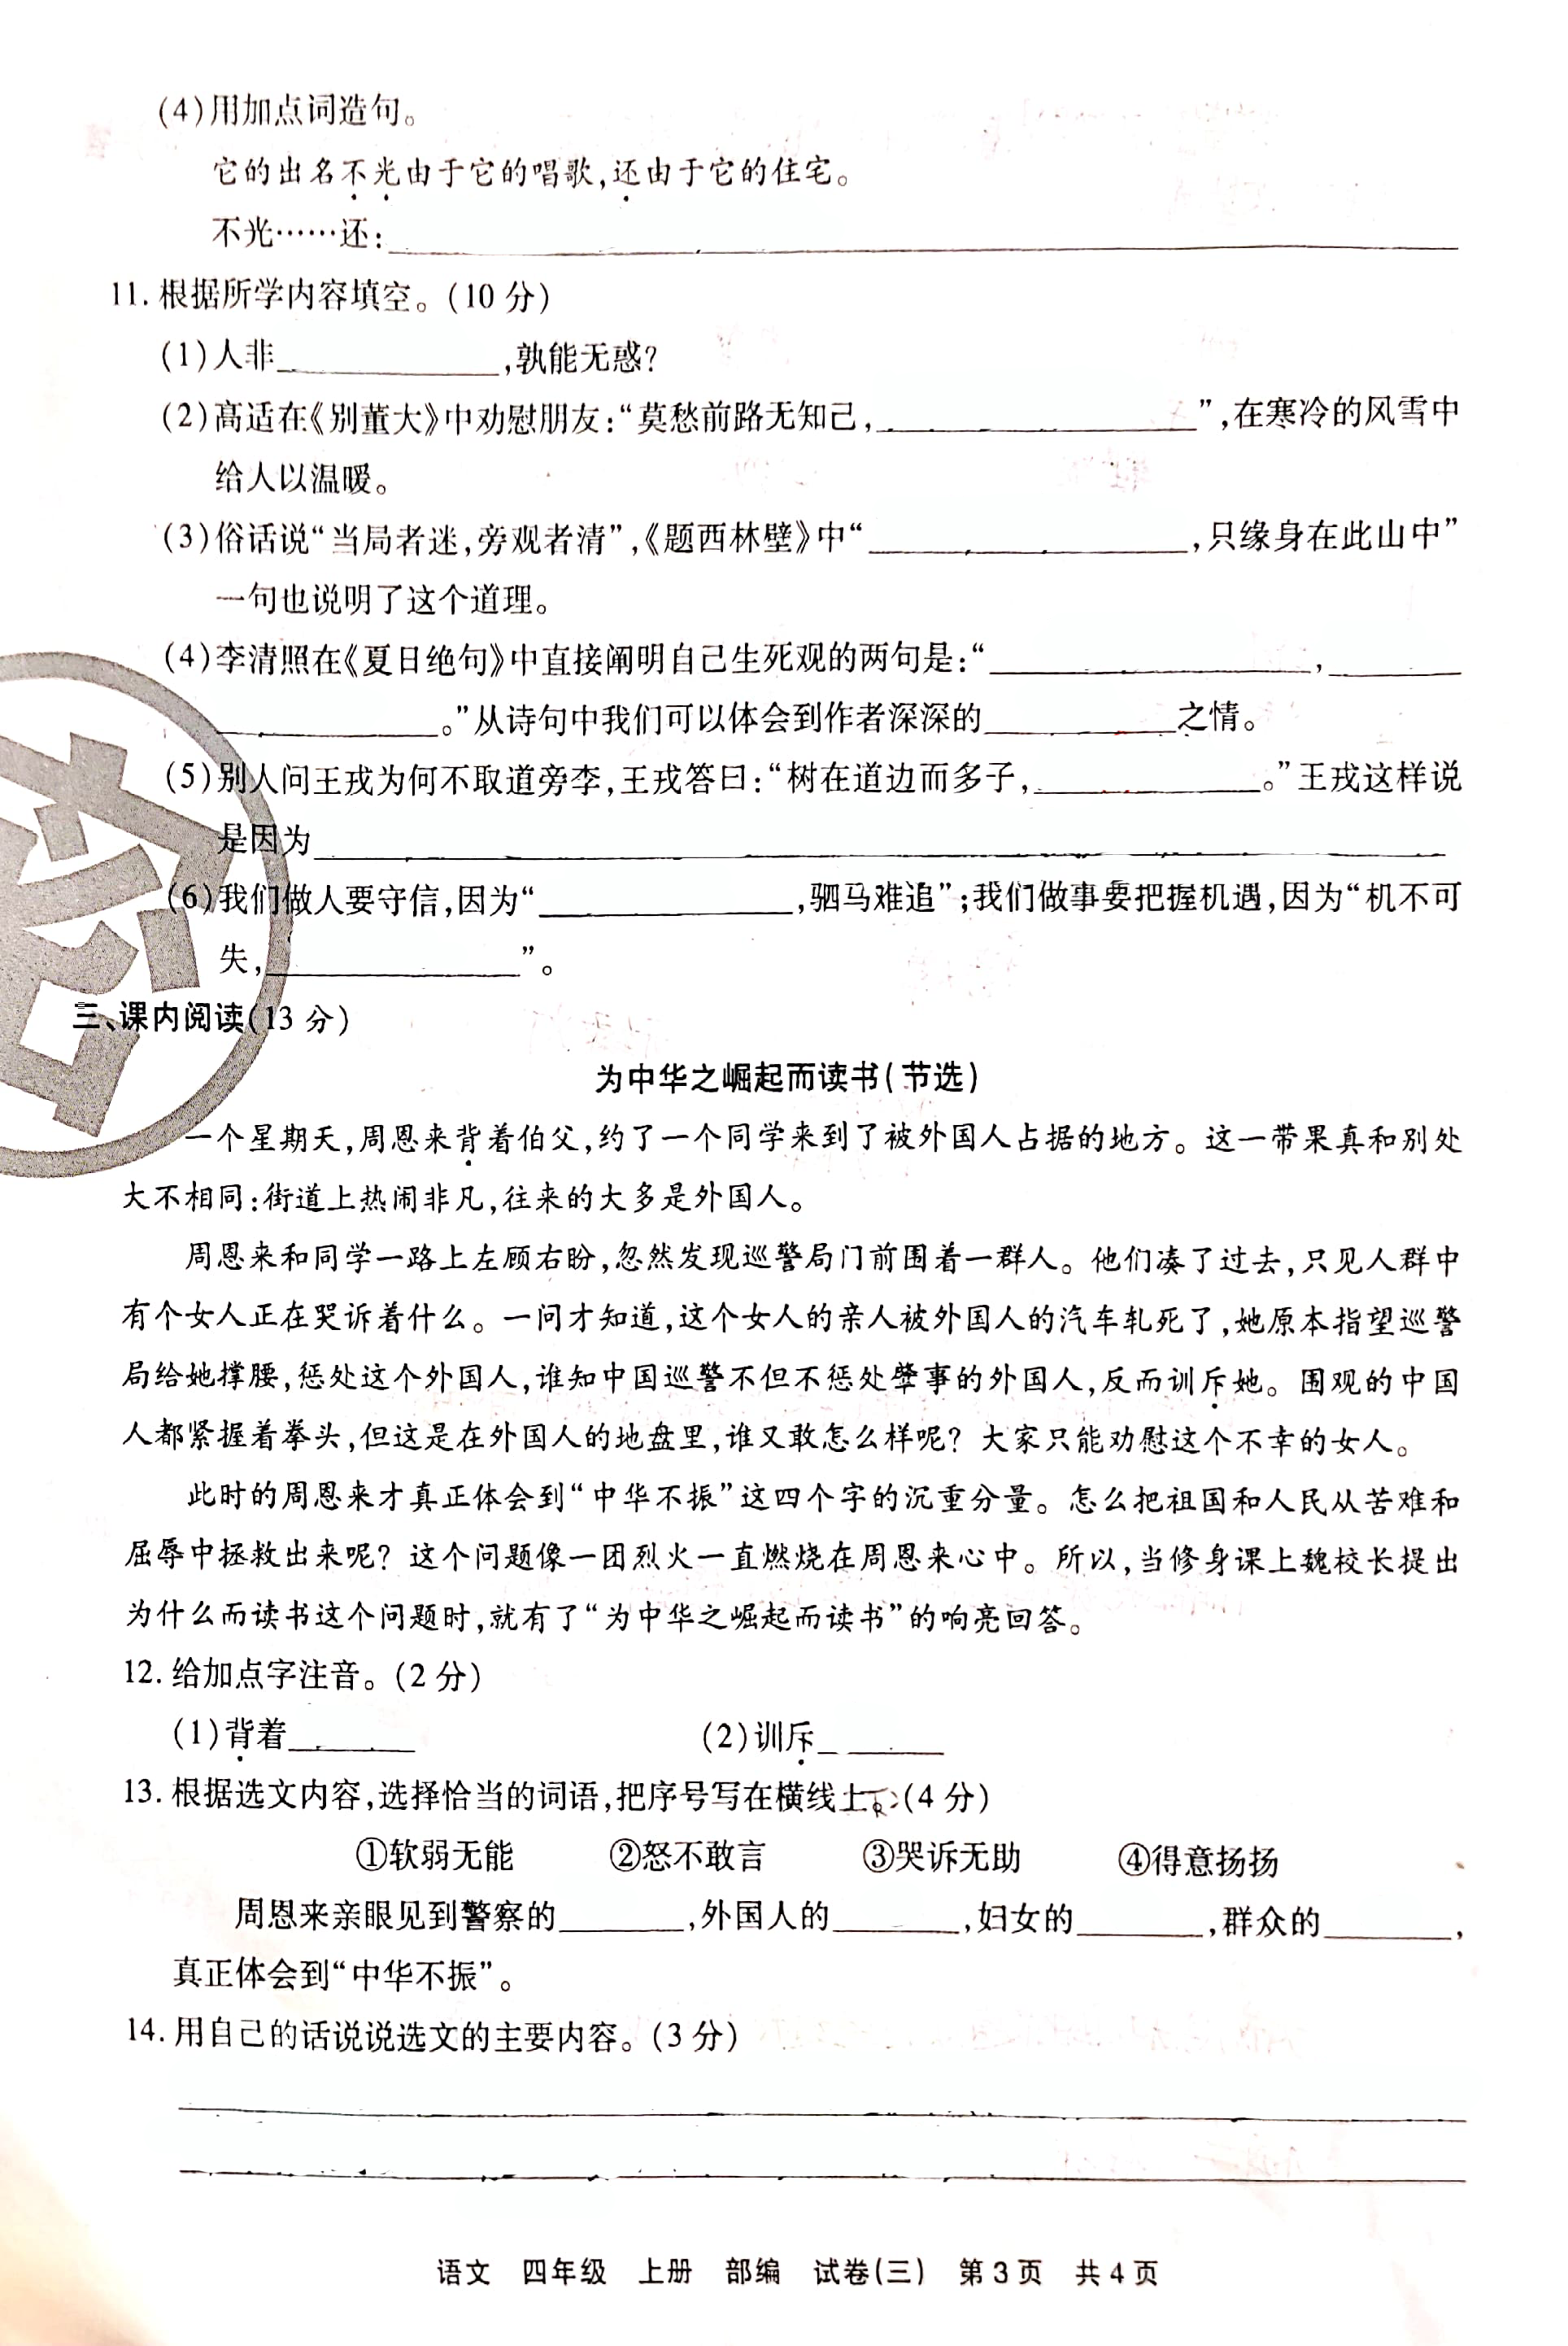 (4)用加点词造句。
它的出名不光由于它的唱歌,还由于它的住宅。
不光……还:
11. 根据所学内容填空。(10 分)
(1)人非____________,孰能无惑?
(2)高适在《别董大》中劝慰朋友:“莫愁前路无知己,____________”,在寒冷的风雪中
给人以温暖。
(3)俗话说“当局者迷,旁观者清”,《题西林壁》中“____________,只缘身在此山中”
一句也说明了这个道理。
(4)李清照在《夏日绝句》中直接阐明自己生死观的两句是:“____________,______
____________。”从诗句中我们可以体会到作者深深的____________之情。
(5)别人问王戎为何不取道旁李,王戎答曰:“树在道边而多子,____________。”王戎这样说
是因为____________
(6)我们做人要守信,因为“____________,驷马难追”;我们做事要把握机遇,因为“机不可
失,____________”。
三、课内阅读(13 分)
为中华之崛起而读书(节选)
一个星期天,周恩来背着伯父,约了一个同学来到了被外国人占据的地方。这一带果真和别处
大不相同:街道上热闹非凡,往来的大多是外国人。
周恩来和同学一路上左顾右盼,忽然发现巡警局门前围着一群人。他们凑了过去,只见人群中
有个女人正在哭诉着什么。一问才知道,这个女人的亲人被外国人的汽车轧死了,她原本指望巡警
局给她撑腰,惩处这个外国人,谁知中国巡警不但不惩处肇事的外国人,反而训斥她。围观的中国
人都紧握着拳头,但这是在外国人的地盘里,谁又敢怎么样呢? 大家只能劝慰这个不幸的女人。
此时的周恩来才真正体会到“中华不振”这四个字的沉重分量。怎么把祖国和人民从苦难和
屈辱中拯救出来呢? 这个问题像一团烈火一直燃烧在周恩来心中。所以,当修身课上魏校长提出
为什么而读书这个问题时,就有了“为中华之崛起而读书”的响亮回答。
12. 给加点字注音。(2 分)
(1)背着________ (2)训斥________
13. 根据选文内容,选择恰当的词语,把序号写在横线上。(4 分)
①软弱无能 ②怒不敢言 ③哭诉无助 ④得意扬扬
周恩来亲眼见到警察的________,外国人的________,妇女的________,群众的________,
真正体会到“中华不振”。
14. 用自己的话说说选文的主要内容。(3 分)
语文 四年级 上册 部编 试卷(三) 第 3 页 共 4 页